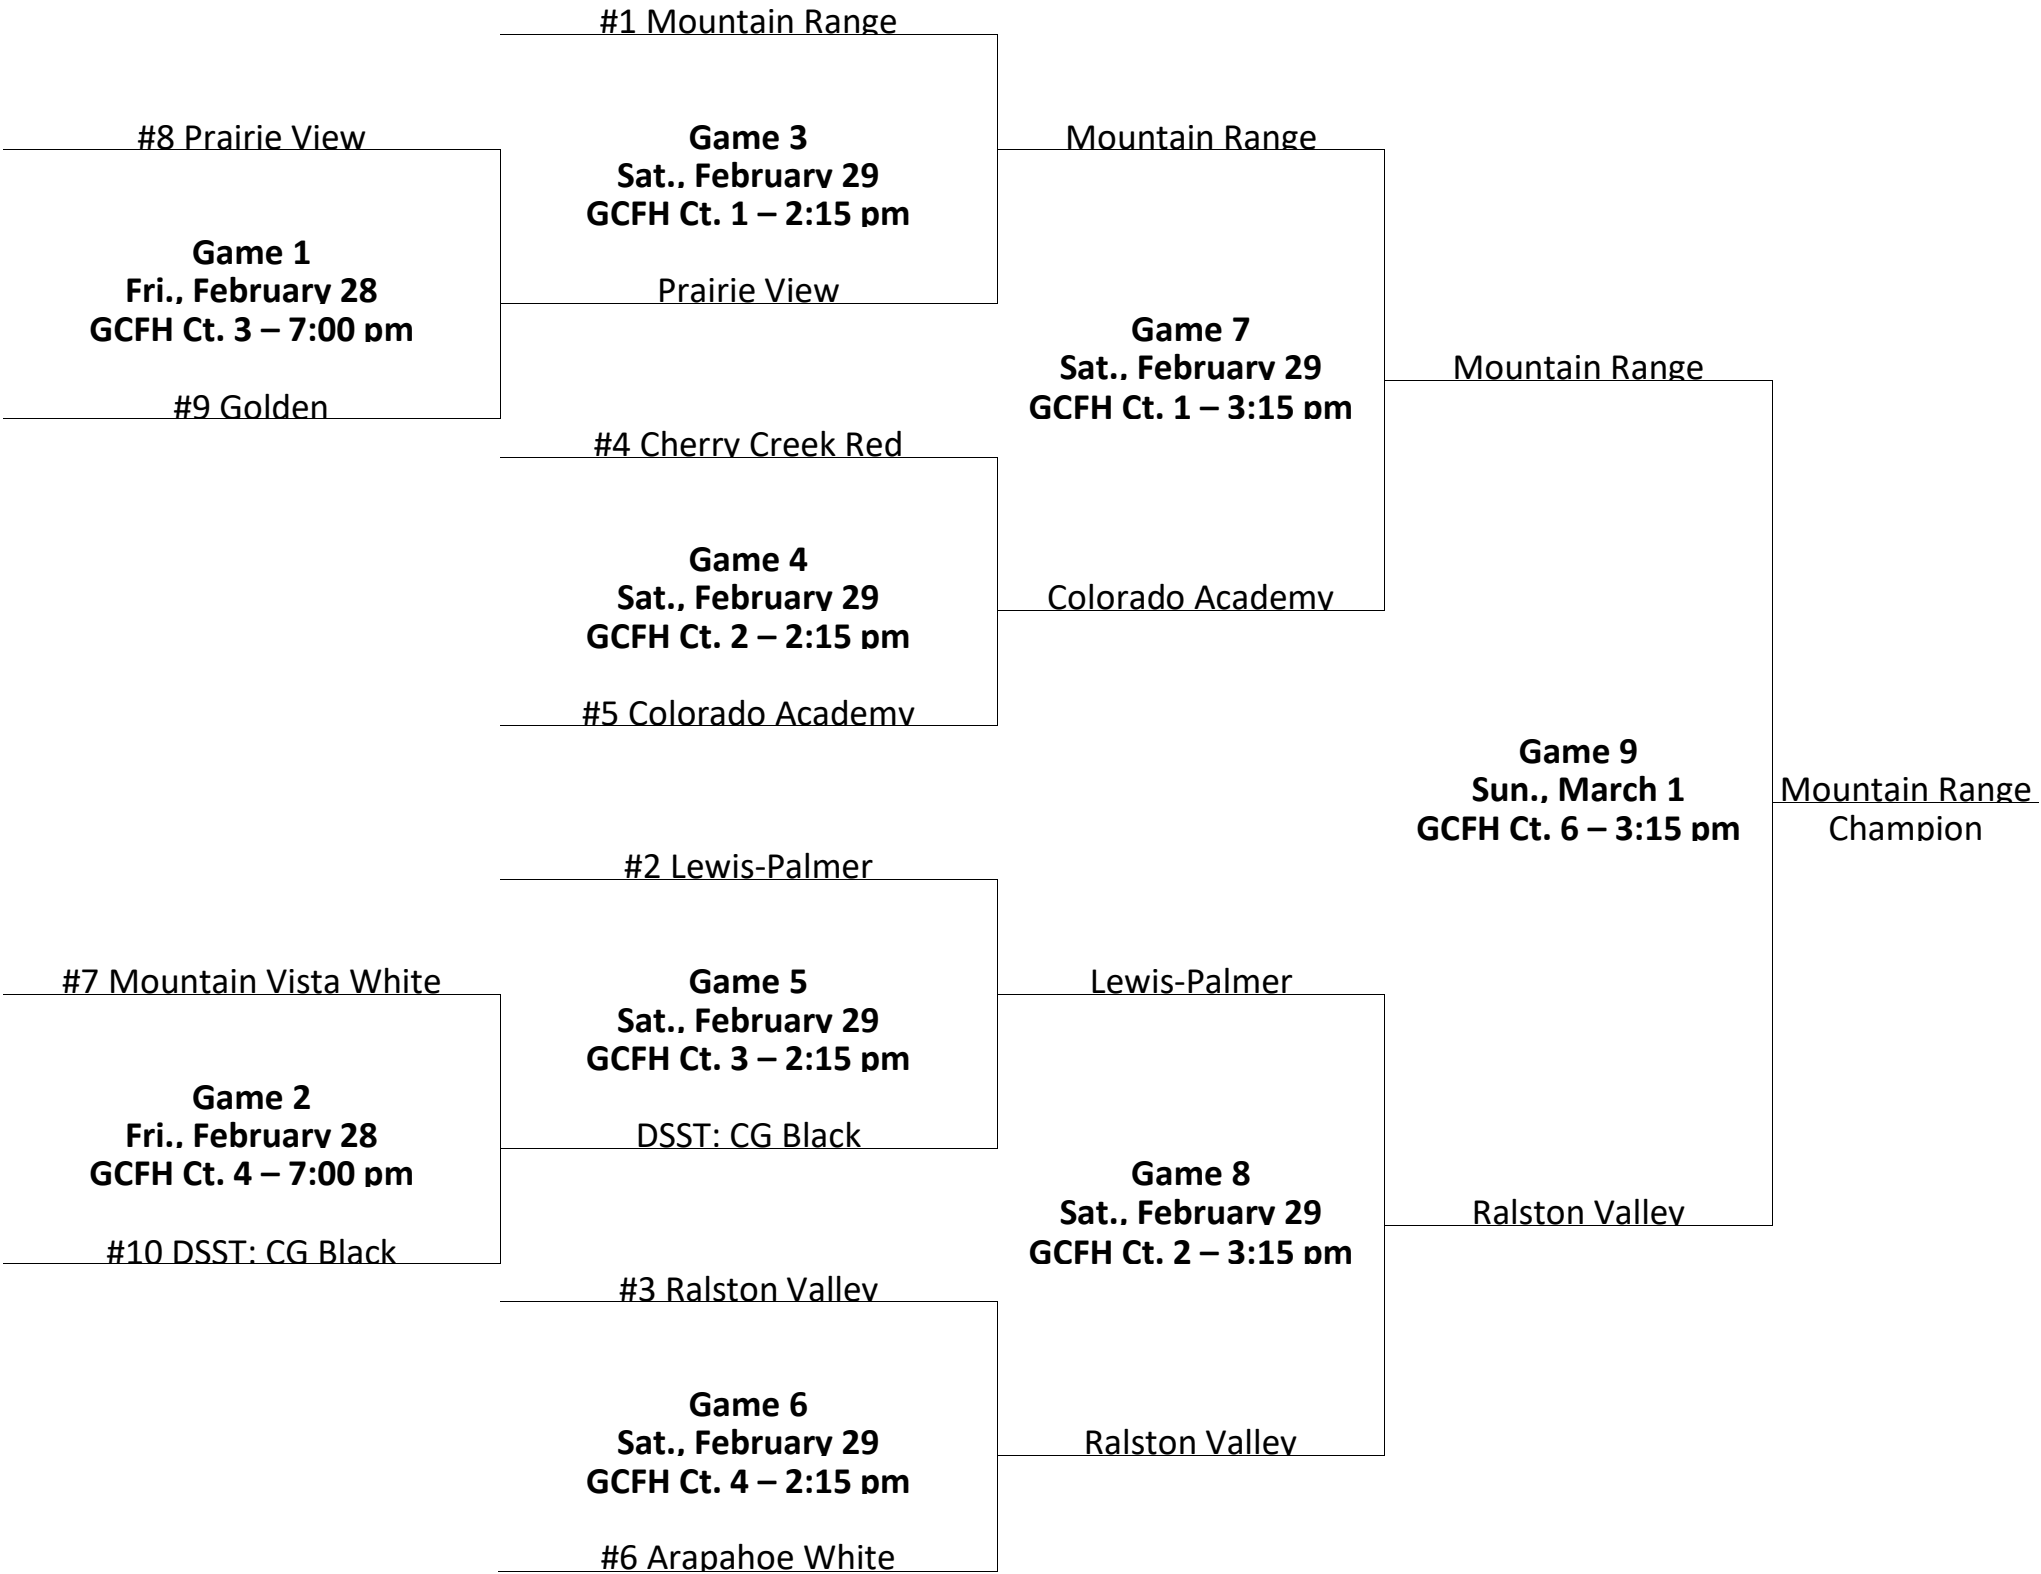 #1 Mountain Range
#8 Prairie View
Game 3
Sat., February 29
GCFH Ct. 1 – 2:15 pm
Mountain Range
Game 1
Fri., February 28
GCFH Ct. 3 – 7:00 pm
Prairie View
#9 Golden
Game 7
Sat., February 29
GCFH Ct. 1 – 3:15 pm
Mountain Range
#4 Cherry Creek Red
Game 4
Sat., February 29
GCFH Ct. 2 – 2:15 pm
Colorado Academy
#5 Colorado Academy
Game 9
Sun., March 1
GCFH Ct. 6 – 3:15 pm
Mountain Range
Champion
#2 Lewis-Palmer
#7 Mountain Vista White
Game 5
Sat., February 29
GCFH Ct. 3 – 2:15 pm
Lewis-Palmer
Game 2
Fri., February 28
GCFH Ct. 4 – 7:00 pm
DSST: CG Black
#10 DSST: CG Black
Game 8
Sat., February 29
GCFH Ct. 2 – 3:15 pm
Ralston Valley
#3 Ralston Valley
Game 6
Sat., February 29
GCFH Ct. 4 – 2:15 pm
Ralston Valley
#6 Arapahoe White